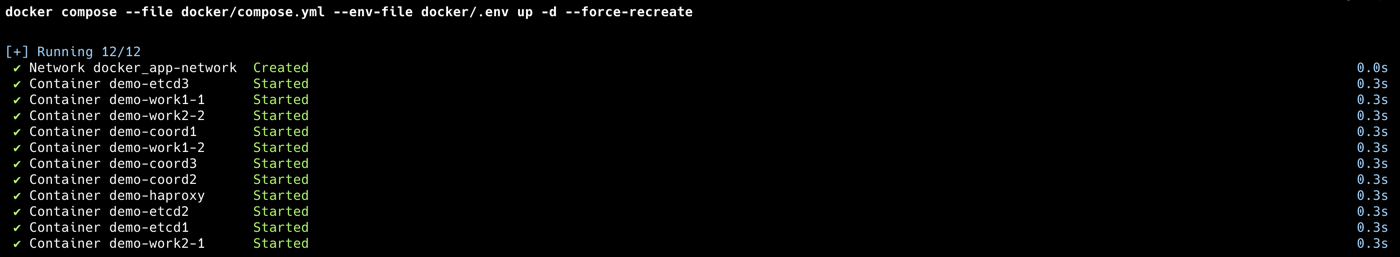 docker compose --file docker/compose.yml --env-file docker/.env up -d --force-recreate
[+] Running 12/12
✔ Network docker_app-network Created 0.0s
✔ Container demo-etcd3 Started 0.3s
✔ Container demo-work1-1 Started 0.3s
✔ Container demo-work2-2 Started 0.3s
✔ Container demo-coord1 Started 0.3s
✔ Container demo-work1-2 Started 0.3s
✔ Container demo-coord3 Started 0.3s
✔ Container demo-coord2 Started 0.3s
✔ Container demo-haproxy Started 0.3s
✔ Container demo-etcd2 Started 0.3s
✔ Container demo-etcd1 Started 0.3s
✔ Container demo-work2-1 Started 0.3s